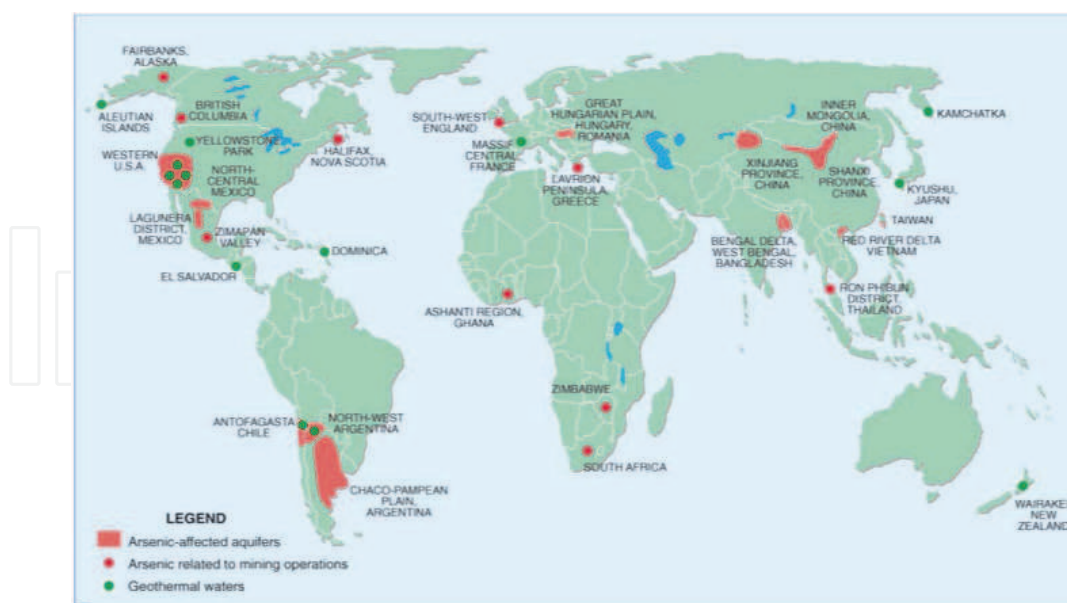 FAIRBANKS,
ALASKA
ALEUTIAN
ISLANDS
BRITISH
COLUMBIA
YELLOWSTONE
PARK
WESTERN
U.S.A.
HALIFAX,
NOVA SCOTIA
NORTH-
CENTRAL
MEXICO
LAGUNERA
DISTRICT,
MEXICO
ZIMAPAN
VALLEY
DOMINICA
EL SALVADOR
SOUTH-WEST
ENGLAND
GREAT
HUNGARIAN PLAIN,
HUNGARY,
ROMANIA
MASSIF
CENTRAL
FRANCE
LAVRION
PENINSULA,
GREECE
INNER
MONGOLIA,
CHINA
KAMCHATKA
XINJIANG
PROVINCE,
CHINA
SHANXI
PROVINCE,
CHINA
KYUSHU,
JAPAN
TAIWAN
BENGAL DELTA,
WEST BENGAL,
BANGLADESH
RED RIVER DELTA
VIETNAM
RON PHIBUN
DISTRICT,
THAILAND
ASHANTI REGION,
GHANA
ZIMBABWE
SOUTH AFRICA
ANTOFAGASTA
CHILE
NORTH-WEST
ARGENTINA
CHACO-PAMPEAN
PLAIN,
ARGENTINA
WAIRAKEI
NEW
ZEALAND
LEGEND
Arsenic-affected aquifers
Arsenic related to mining operations
Geothermal waters